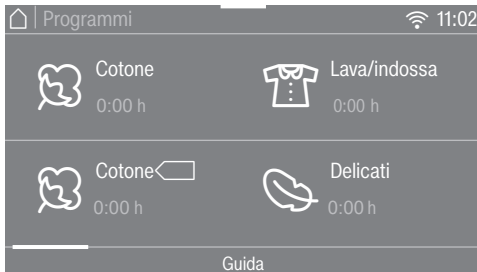 Programmi 11:02
Cotone Lava/indossa
0:00 h 0:00 h
Cotone Delicati
0:00 h 0:00 h
Guida